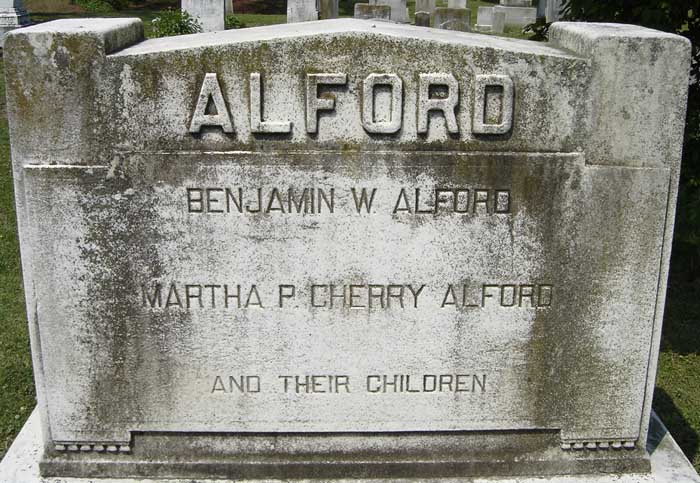 ALFORD
BENJAMIN W. ALFORD
MARTHA P. CHERRY ALFORD
AND THEIR CHILDREN